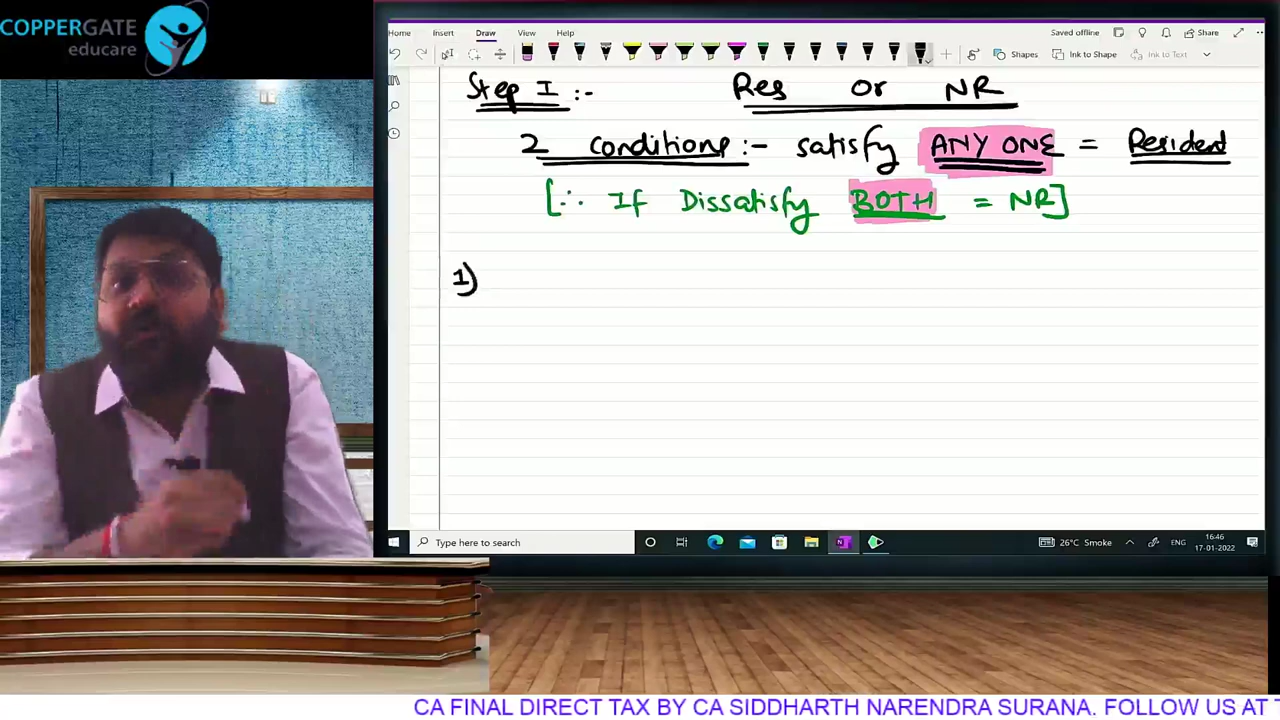 COPPERGATE
educare
Home Insert Draw View Help
Saved offline
Share
Shapes
Ink to Shape
Ink to Text
Step I :- Res Or NR
2 conditions :- satisfy ANY ONE = Resident
[∴ If Dissatisfy BOTH = NR]
1)
Type here to search
26°C Smoke
ENG
16:46
17-01-2022
CA FINAL DIRECT TAX BY CA SIDDHARTH NARENDRA SURANA. FOLLOW US AT